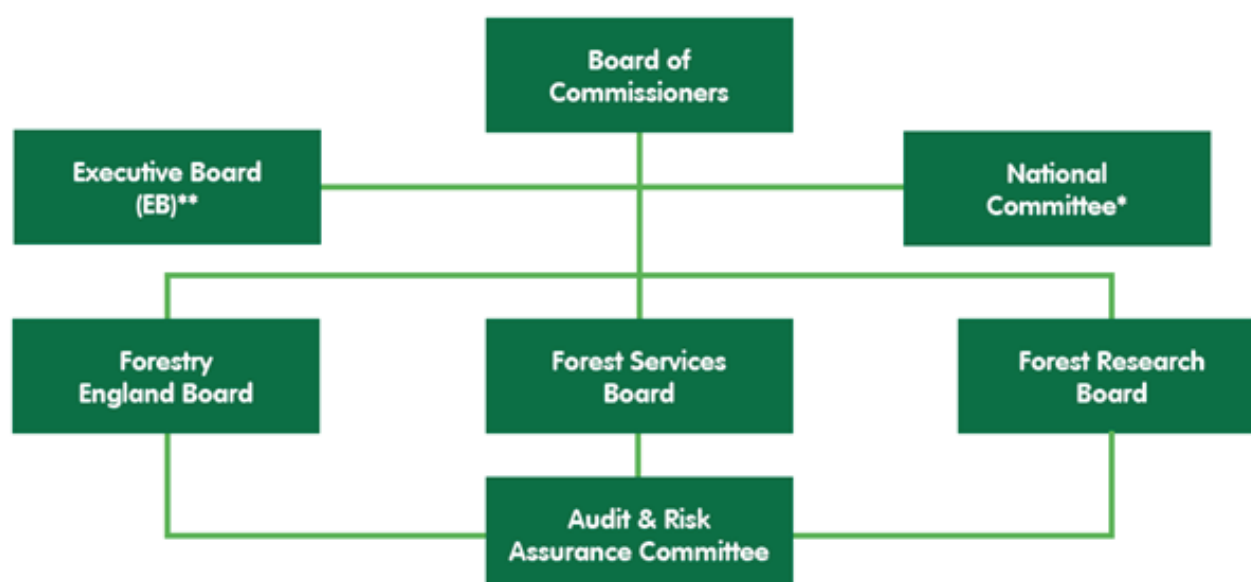 Board of
Commissioners
Executive Board
(EB)**
National
Committee*
Forestry
England Board
Forest Services
Board
Forest Research
Board
Audit & Risk
Assurance Committee